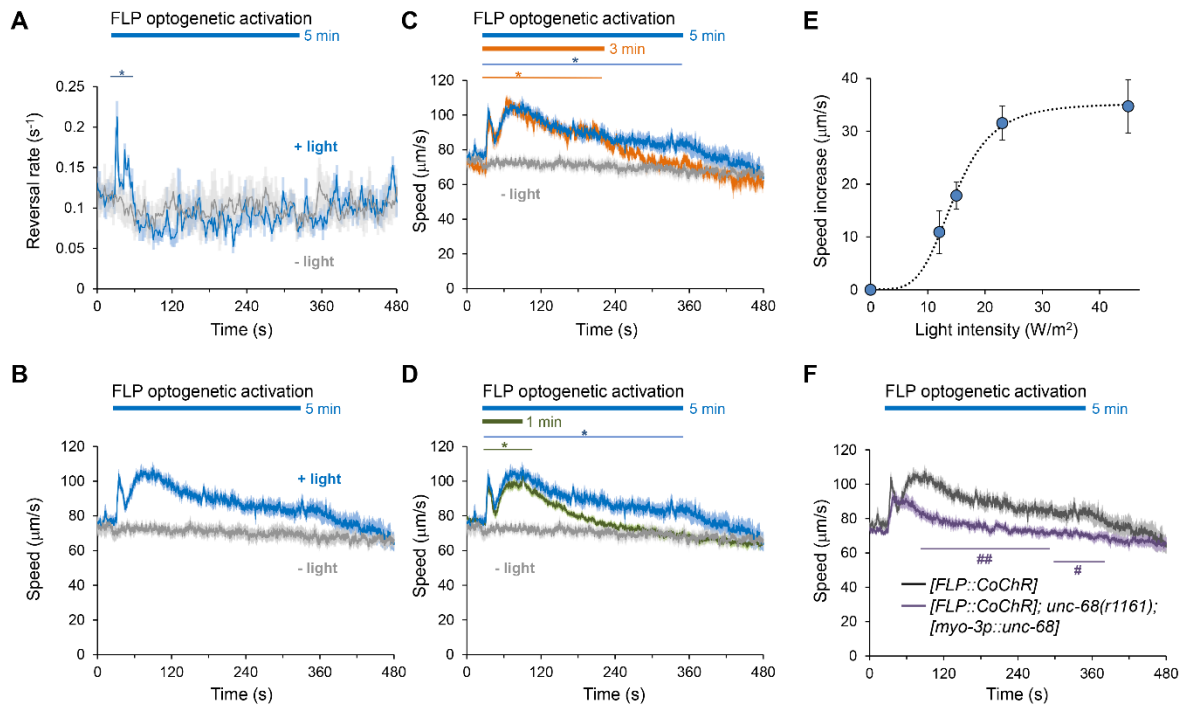 A
FLP optogenetic activation
5 min
*
0.25
0.2
0.15
0.1
0.05
0
Reversal rate (s⁻¹)
+ light
- light
0 120 240 360 480
Time (s)
C
FLP optogenetic activation
5 min
3 min
*
*
120
100
80
60
40
20
0
Speed (μm/s)
- light
0 120 240 360 480
Time (s)
E
40
30
20
10
0
Speed increase (μm/s)
0 10 20 30 40
Light intensity (W/m²)
B
FLP optogenetic activation
5 min
120
100
80
60
40
20
0
Speed (μm/s)
+ light
- light
0 120 240 360 480
Time (s)
D
FLP optogenetic activation
5 min
1 min
*
*
120
100
80
60
40
20
0
Speed (μm/s)
- light
0 120 240 360 480
Time (s)
F
FLP optogenetic activation
5 min
120
100
80
60
40
20
0
Speed (μm/s)
##
#
[FLP::CoChR]
[FLP::CoChR]; unc-68(r1161);
[myo-3p::unc-68]
0 120 240 360 480
Time (s)